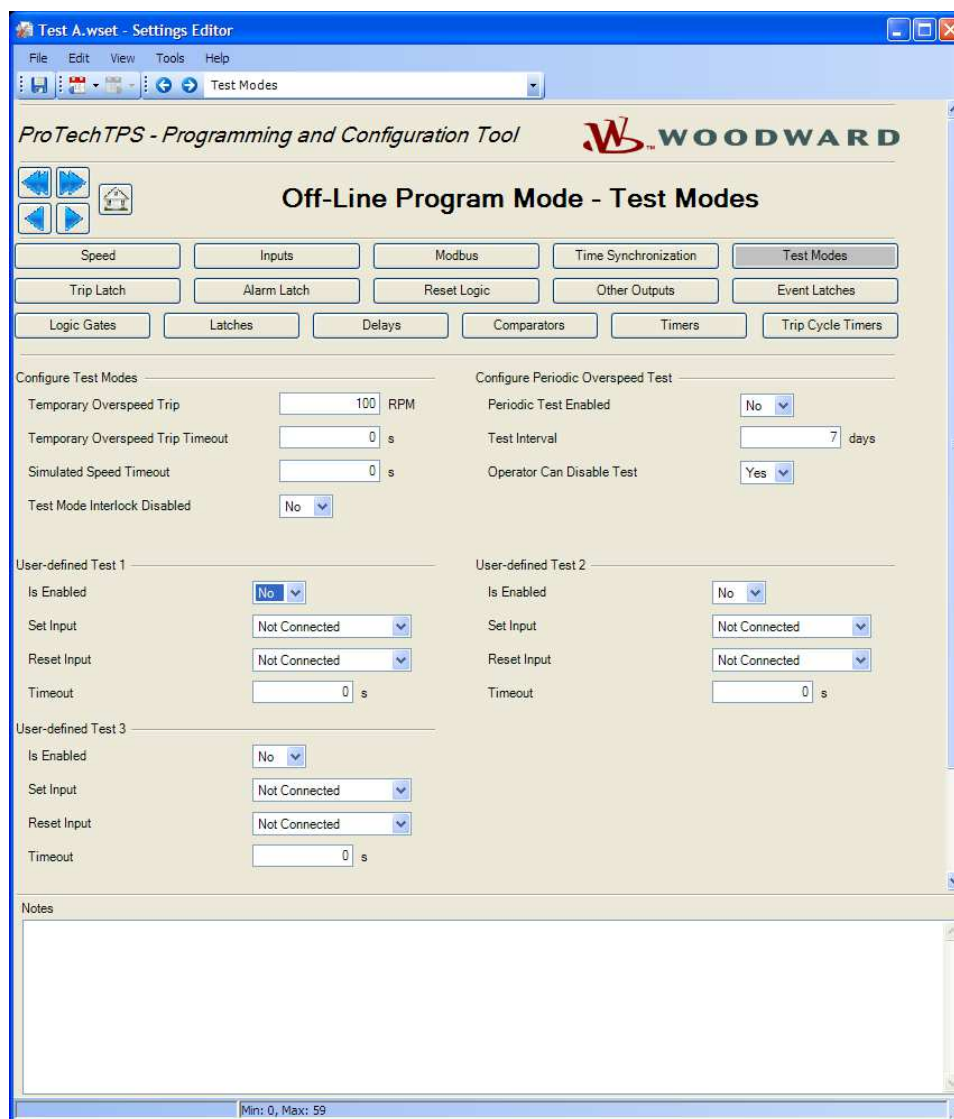 Test A.wset - Settings Editor
File Edit View Tools Help
Test Modes
ProTechTPS - Programming and Configuration Tool
WOODWARD
Off-Line Program Mode - Test Modes
Speed Inputs Modbus Time Synchronization Test Modes
Trip Latch Alarm Latch Reset Logic Other Outputs Event Latches
Logic Gates Latches Delays Comparators Timers Trip Cycle Timers
Configure Test Modes
Temporary Overspeed Trip 100 RPM
Temporary Overspeed Trip Timeout 0 s
Simulated Speed Timeout 0 s
Test Mode Interlock Disabled No
Configure Periodic Overspeed Test
Periodic Test Enabled No
Test Interval 7 days
Operator Can Disable Test Yes
User-defined Test 1
Is Enabled No
Set Input Not Connected
Reset Input Not Connected
Timeout 0 s
User-defined Test 2
Is Enabled No
Set Input Not Connected
Reset Input Not Connected
Timeout 0 s
User-defined Test 3
Is Enabled No
Set Input Not Connected
Reset Input Not Connected
Timeout 0 s
Notes
Min: 0, Max: 59